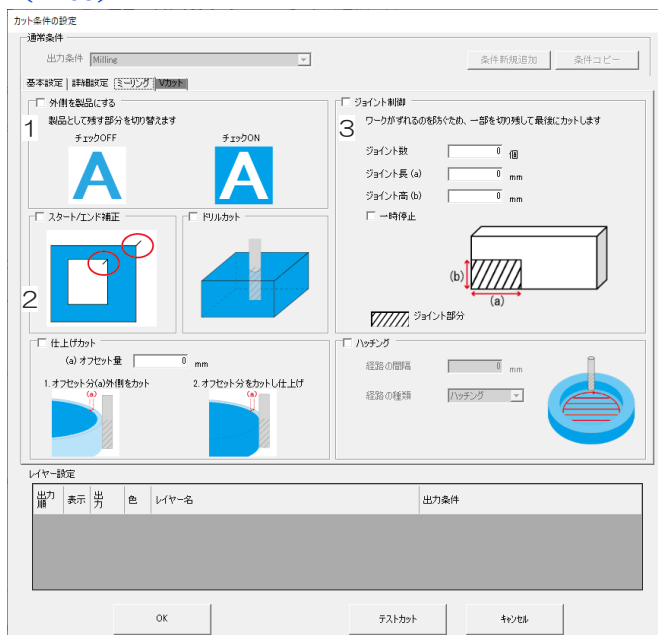 カット条件の設定
通常条件
出力条件 Milling
条件新規追加 条件コピー
基本設定 詳細設定 ミーリング Vカット
外側を製品にする
1 製品として残す部分を切り替えます
チェックOFF チェックON
A A
スタート/エンド補正 ドリルカット
2
仕上げカット
(a) オフセット量 0 mm
1. オフセット分(a)外側をカット 2. オフセット分をカットし仕上げ
(a) (a)
ジョイント制御
3 ワークがずれるのを防ぐため、一部を切り残して最後にカットします
ジョイント数 0 個
ジョイント長 (a) 0 mm
ジョイント高 (b) 0 mm
一時停止
(b)
(a)
ジョイント部分
ハッチング
経路の間隔 0 mm
経路の種類 ハッチング
レイヤー設定
出力順 表示 出力 色 レイヤー名 出力条件
OK テストカット キャンセル